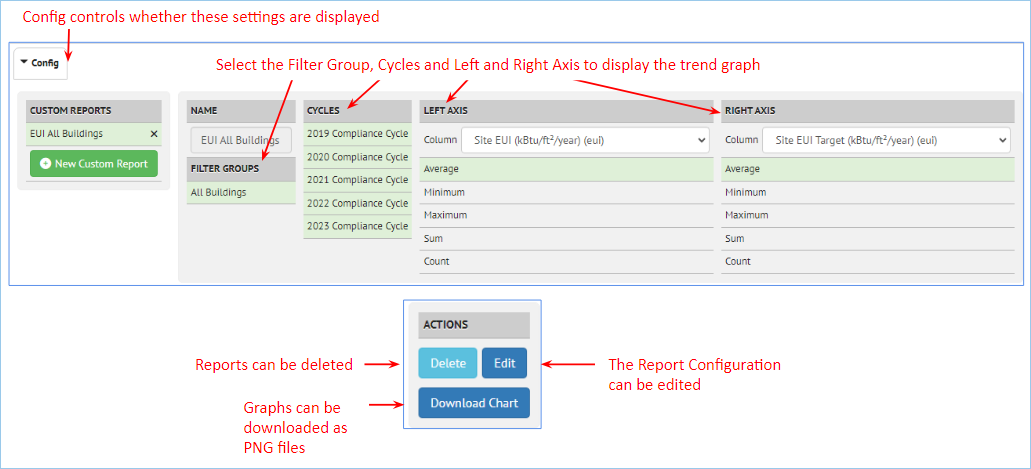 Config controls whether these settings are displayed
Config
Select the Filter Group, Cycles and Left and Right Axis to display the trend graph
CUSTOM REPORTS
EUI All Buildings
New Custom Report
NAME
EUI All Buildings
FILTER GROUPS
All Buildings
CYCLES
2019 Compliance Cycle
2020 Compliance Cycle
2021 Compliance Cycle
2022 Compliance Cycle
2023 Compliance Cycle
LEFT AXIS
Column Site EUI (kBtu/ft²/year) (eui)
Average
Minimum
Maximum
Sum
Count
RIGHT AXIS
Column Site EUI Target (kBtu/ft²/year) (eui)
Average
Minimum
Maximum
Sum
Count
ACTIONS
Delete Edit
Download Chart
Reports can be deleted
The Report Configuration
can be edited
Graphs can be
downloaded as
PNG files